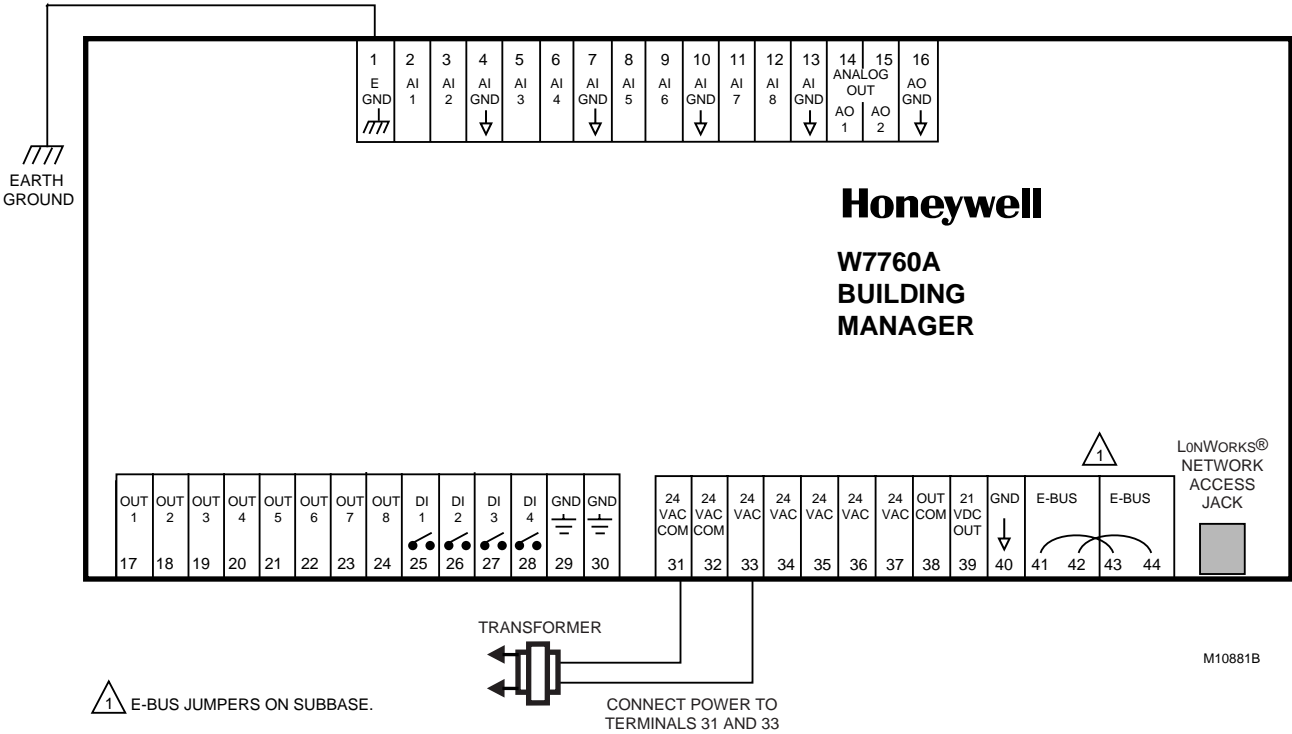 1 2 3 4 5 6 7 8 9 10 11 12 13 14 15 16
E GND
AI 1
AI 2
AI GND
AI 3
AI 4
AI GND
AI 5
AI 6
AI GND
AI 7
AI 8
AI GND
ANALOG OUT
AO 1
AO 2
AO GND
EARTH
GROUND
Honeywell
W7760A
BUILDING
MANAGER
1
LONWORKS®
NETWORK
ACCESS
JACK
OUT 1
OUT 2
OUT 3
OUT 4
OUT 5
OUT 6
OUT 7
OUT 8
DI 1
DI 2
DI 3
DI 4
GND
GND
17 18 19 20 21 22 23 24 25 26 27 28 29 30
24 VAC COM
24 VAC COM
24 VAC
24 VAC
24 VAC
24 VAC
24 VAC
OUT COM
21 VDC OUT
GND
E-BUS
E-BUS
31 32 33 34 35 36 37 38 39 40 41 42 43 44
TRANSFORMER
M10881B
1 E-BUS JUMPERS ON SUBBASE.
CONNECT POWER TO
TERMINALS 31 AND 33